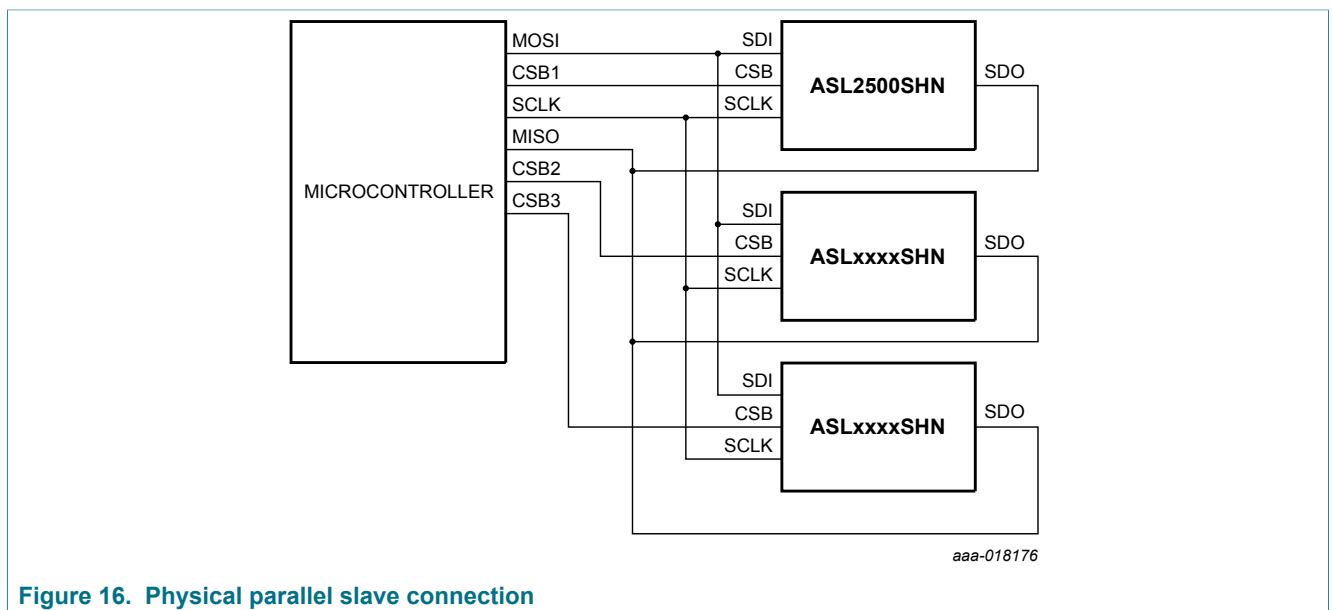 MOSI
CSB1
SCLK
MISO
CSB2
CSB3
MICROCONTROLLER
SDI
CSB
SCLK
ASL2500SHN
SDO
SDI
CSB
SCLK
ASLxxxxSHN
SDO
SDI
CSB
SCLK
ASLxxxxSHN
SDO
aaa-018176
Figure 16. Physical parallel slave connection